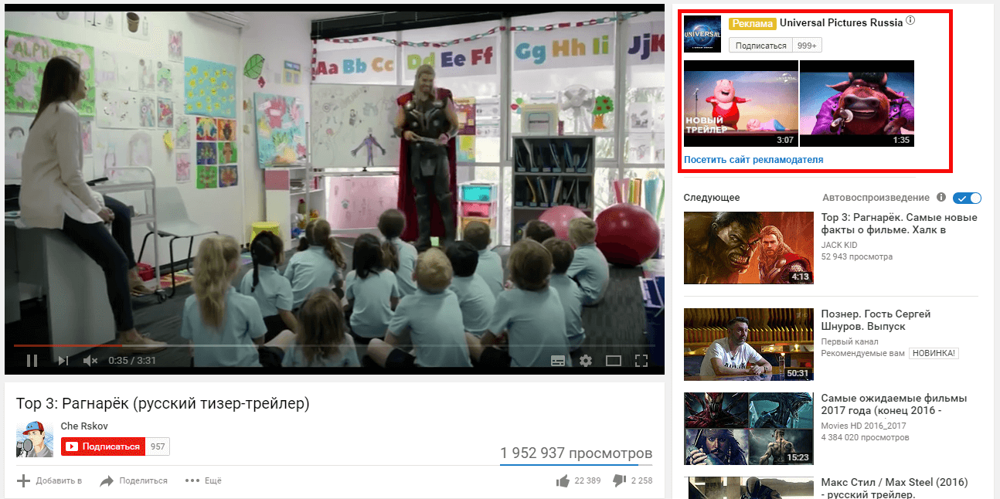 ALPHABET
Aa Bb Cc Dd Ee Ff Gg Hh Ii JjK
0:35 / 3:31
Тор 3: Рагнарёк (русский тизер-трейлер)
Che Rskov
Подписаться 957
1 952 937 просмотров
Добавить в Поделиться Ещё
22 389 2 258
UNIVERSAL
Реклама Universal Pictures Russia
Подписаться 999+
UNIVERSAL
НОВЫЙ
ТРЕЙЛЕР
3:07
1:35
Посетить сайт рекламодателя
Следующее Автовоспроизведение
4:13
Тор 3: Рагнарёк. Самые новые
факты о фильме. Халк в
JACK KID
52 943 просмотра
50:31
Познер. Гость Сергей
Шнуров. Выпуск
Первый канал
Рекомендуемые вам НОВИНКА!
15:23
Самые ожидаемые фильмы
2017 года (конец 2016 -
Movies HD 2016_2017
4 384 020 просмотров
Макс Стил / Max Steel (2016)
- русский трейлер.